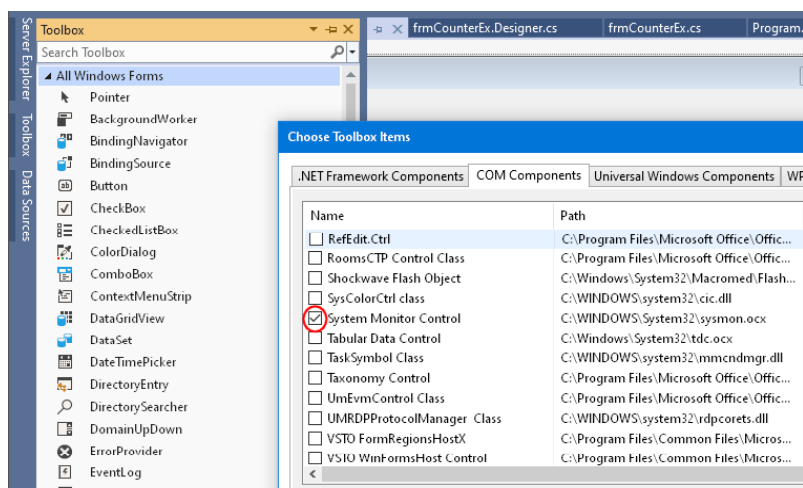 Server Explorer
Toolbox
Data Sources
Toolbox
Search Toolbox
All Windows Forms
Pointer
BackgroundWorker
BindingNavigator
BindingSource
Button
CheckBox
CheckedListBox
ColorDialog
ComboBox
ContextMenuStrip
DataGridView
DataSet
DateTimePicker
DirectoryEntry
DirectorySearcher
DomainUpDown
ErrorProvider
EventLog
frmCounterEx.Designer.cs frmCounterEx.cs Program.
Choose Toolbox Items
.NET Framework Components COM Components Universal Windows Components WP
Name Path
RefEdit.Ctrl C:\Program Files\Microsoft Office\Offic...
RoomsCTP Control Class C:\Program Files\Microsoft Office\Offic...
Shockwave Flash Object C:\Windows\System32\Macromed\Flash...
SysColorCtrl class C:\WINDOWS\system32\cic.dll
System Monitor Control C:\WINDOWS\System32\sysmon.ocx
Tabular Data Control C:\Windows\System32\tdc.ocx
TaskSymbol Class C:\WINDOWS\system32\mmcndmgr.dll
Taxonomy Control C:\Program Files\Microsoft Office\Offic...
UmEvmControl Class C:\Program Files\Microsoft Office\Offic...
UMRDPProtocolManager Class C:\WINDOWS\system32\rdpcorets.dll
VSTO FormRegionsHostX C:\Program Files\Common Files\Micros...
VSTO WinFormsHost Control C:\Program Files\Common Files\Micros...